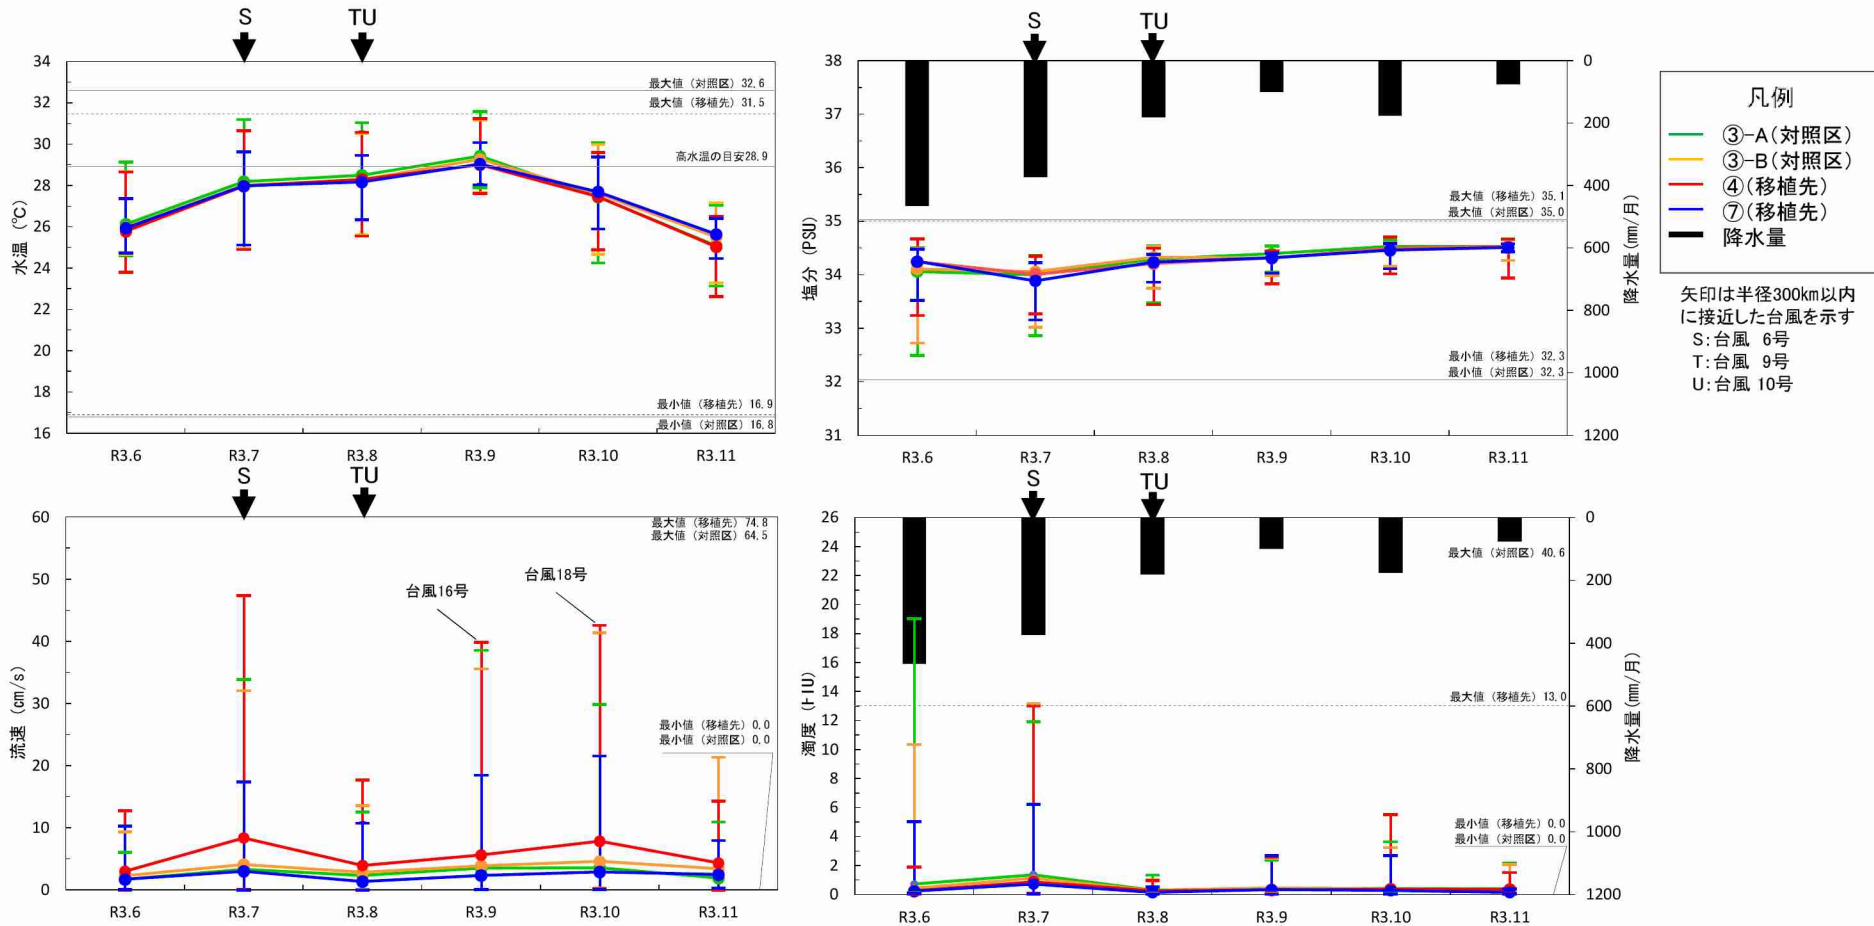 S
TU
水温 (℃)
34
32
30
28
26
24
22
20
18
16
最大値 (対照区) 32.6
最大値 (移植先) 31.5
高水温の目安28.9
最小値 (移植先) 16.9
最小値 (対照区) 16.8
R3.6
R3.7
R3.8
R3.9
R3.10
R3.11
S
TU
塩分 (PSU)
38
37
36
35
34
33
32
31
最大値 (移植先) 35.1
最大値 (対照区) 35.0
最小値 (移植先) 32.3
最小値 (対照区) 32.3
0
200
400
600
800
1000
1200
降水量(mm/月)
R3.6
R3.7
R3.8
R3.9
R3.10
R3.11
凡例
③-A(対照区)
③-B(対照区)
④(移植先)
⑦(移植先)
降水量
矢印は半径300km以内
に接近した台風を示す
S:台風 6号
T:台風 9号
U:台風 10号
S
TU
流速 (cm/s)
60
50
40
30
20
10
0
最大値 (移植先) 74.8
最大値 (対照区) 64.5
台風16号
台風18号
最小値 (移植先) 0.0
最小値 (対照区) 0.0
R3.6
R3.7
R3.8
R3.9
R3.10
R3.11
S
TU
濁度 (FTU)
26
24
22
20
18
16
14
12
10
8
6
4
2
0
最大値 (対照区) 40.6
最大値 (移植先) 13.0
最小値 (移植先) 0.0
最小値 (対照区) 0.0
0
200
400
600
800
1000
1200
降水量(mm/月)
R3.6
R3.7
R3.8
R3.9
R3.10
R3.11